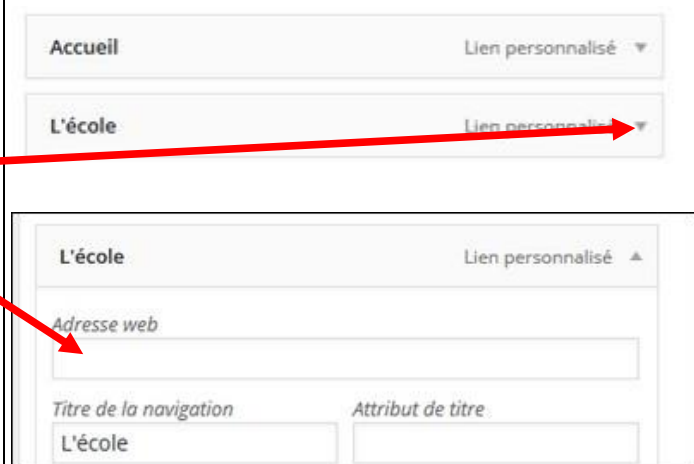 Accueil Lien personnalisé
L'école Lien personnalisé
L'école Lien personnalisé
Adresse web
Titre de la navigation Attribut de titre
L'école